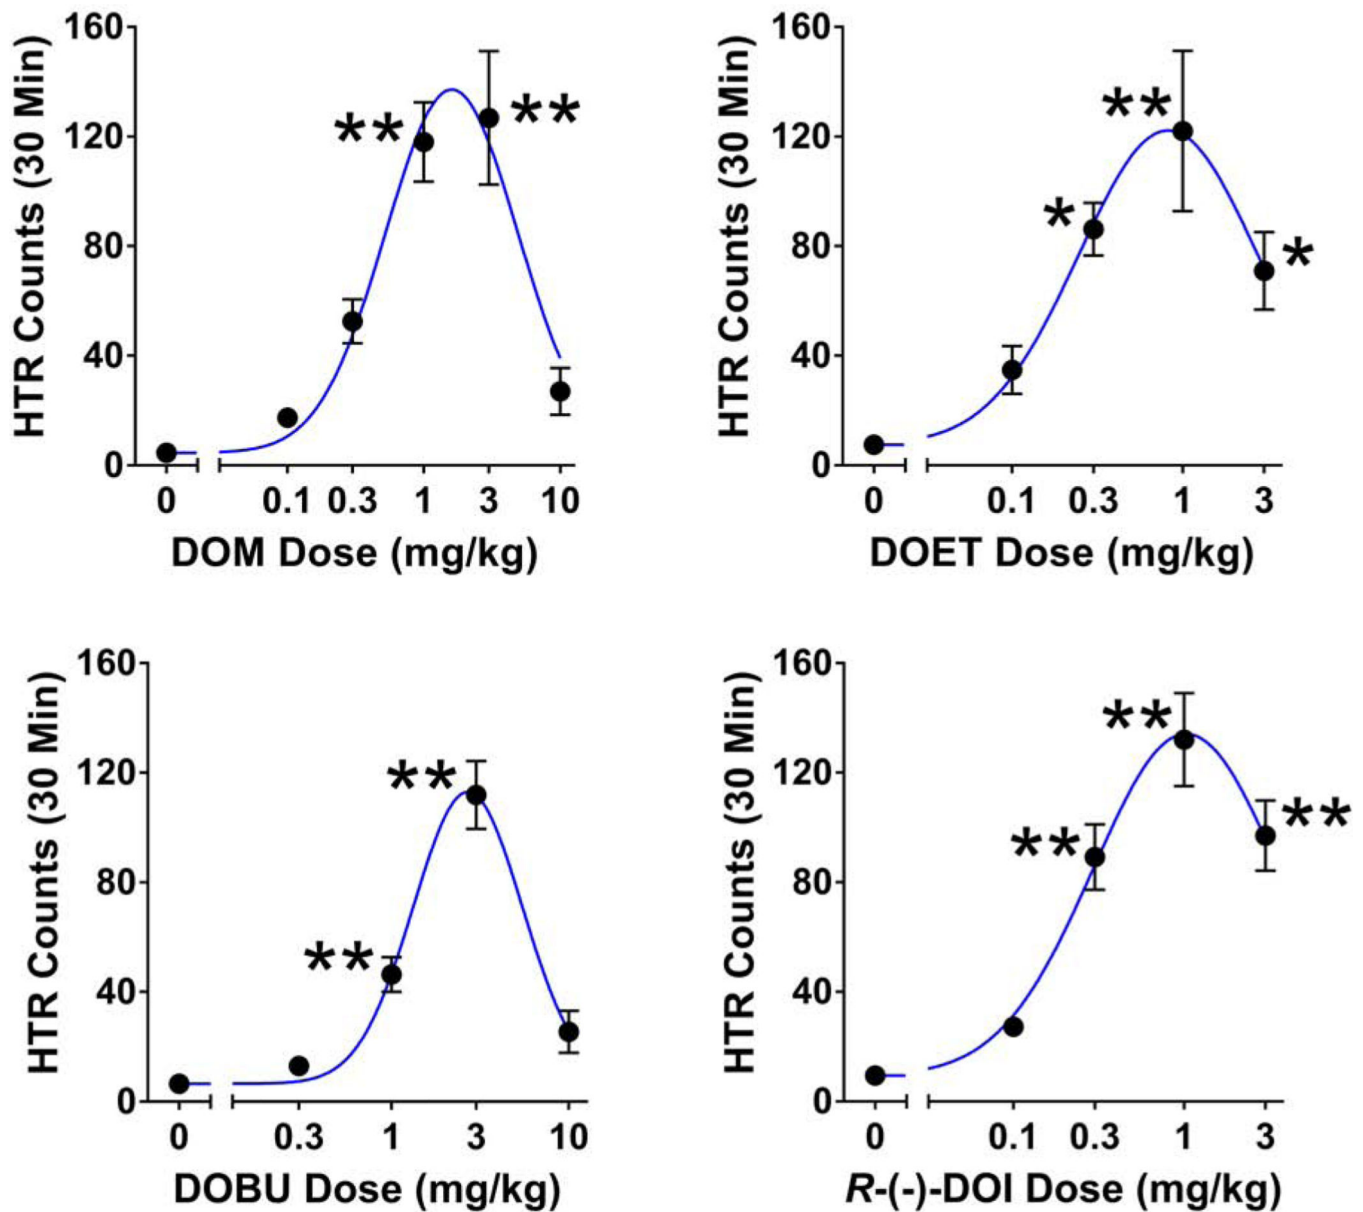 160
120
80
40
0
HTR Counts (30 Min)
**
**
0 0.1 0.3 1 3 10
DOM Dose (mg/kg)
160
120
80
40
0
HTR Counts (30 Min)
*
**
*
0 0.1 0.3 1 3
DOET Dose (mg/kg)
160
120
80
40
0
HTR Counts (30 Min)
**
**
0 0.3 1 3 10
DOBU Dose (mg/kg)
160
120
80
40
0
HTR Counts (30 Min)
**
**
**
0 0.1 0.3 1 3
R-(-)-DOI Dose (mg/kg)